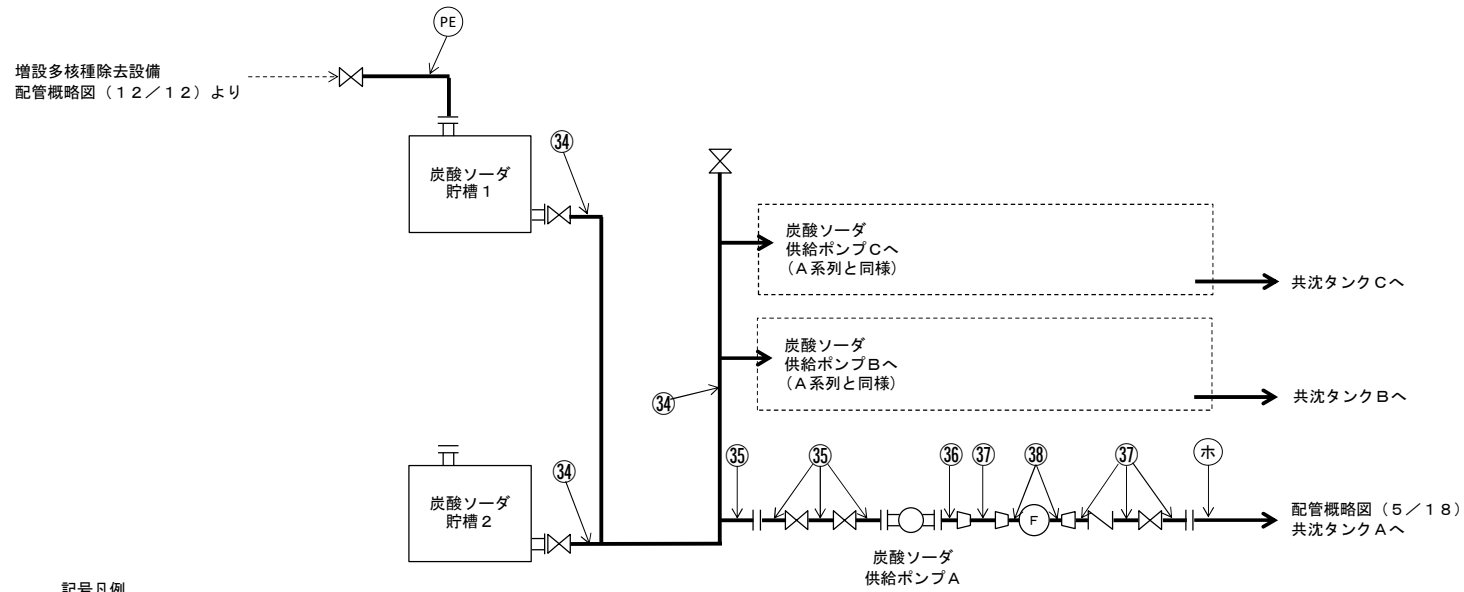 PE
増設多核種除去設備
配管概略図（１２／１２）より
炭酸ソーダ
貯槽１
㉞
炭酸ソーダ
供給ポンプＣへ
（Ａ系列と同様）
共沈タンクＣへ
炭酸ソーダ
供給ポンプＢへ
（Ａ系列と同様）
共沈タンクＢへ
㉞
炭酸ソーダ
貯槽２
㉞
㉟ ㉟ ㊱ ㊲ ㊳ ㊲ ホ
F
配管概略図（５／１８）
共沈タンクＡへ
炭酸ソーダ
供給ポンプＡ
記号凡例